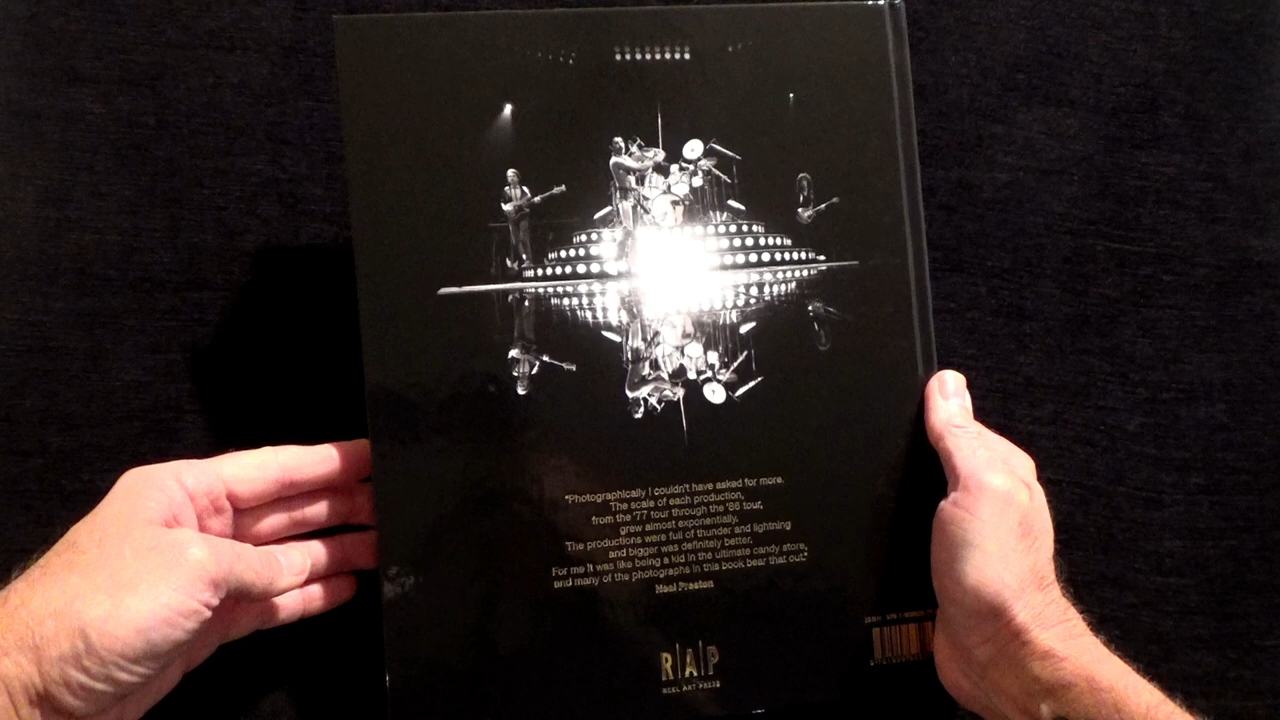 "Photographically I couldn't have asked for more.
The scale of each production,
from the '77 tour through the '86 tour,
grew almost exponentially.
The productions were full of thunder and lightning
and bigger was definitely better.
For me it was like being a kid in the ultimate candy store,
and many of the photographs in this book bear that out."
Neal Preston
R|A|P
REEL ART PRESS